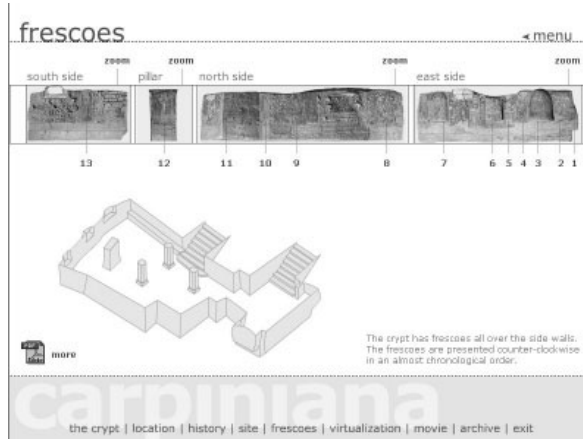 frescoes
menu
zoom zoom zoom zoom
south side pillar north side east side
13 12 11 10 9 8 7 6 5 4 3 2 1
more
The crypt has frescoes all over the side walls.
The frescoes are presented counter-clockwise
in an almost chronological order.
carpiniana
the crypt | location | history | site | frescoes | virtualization | movie | archive | exit